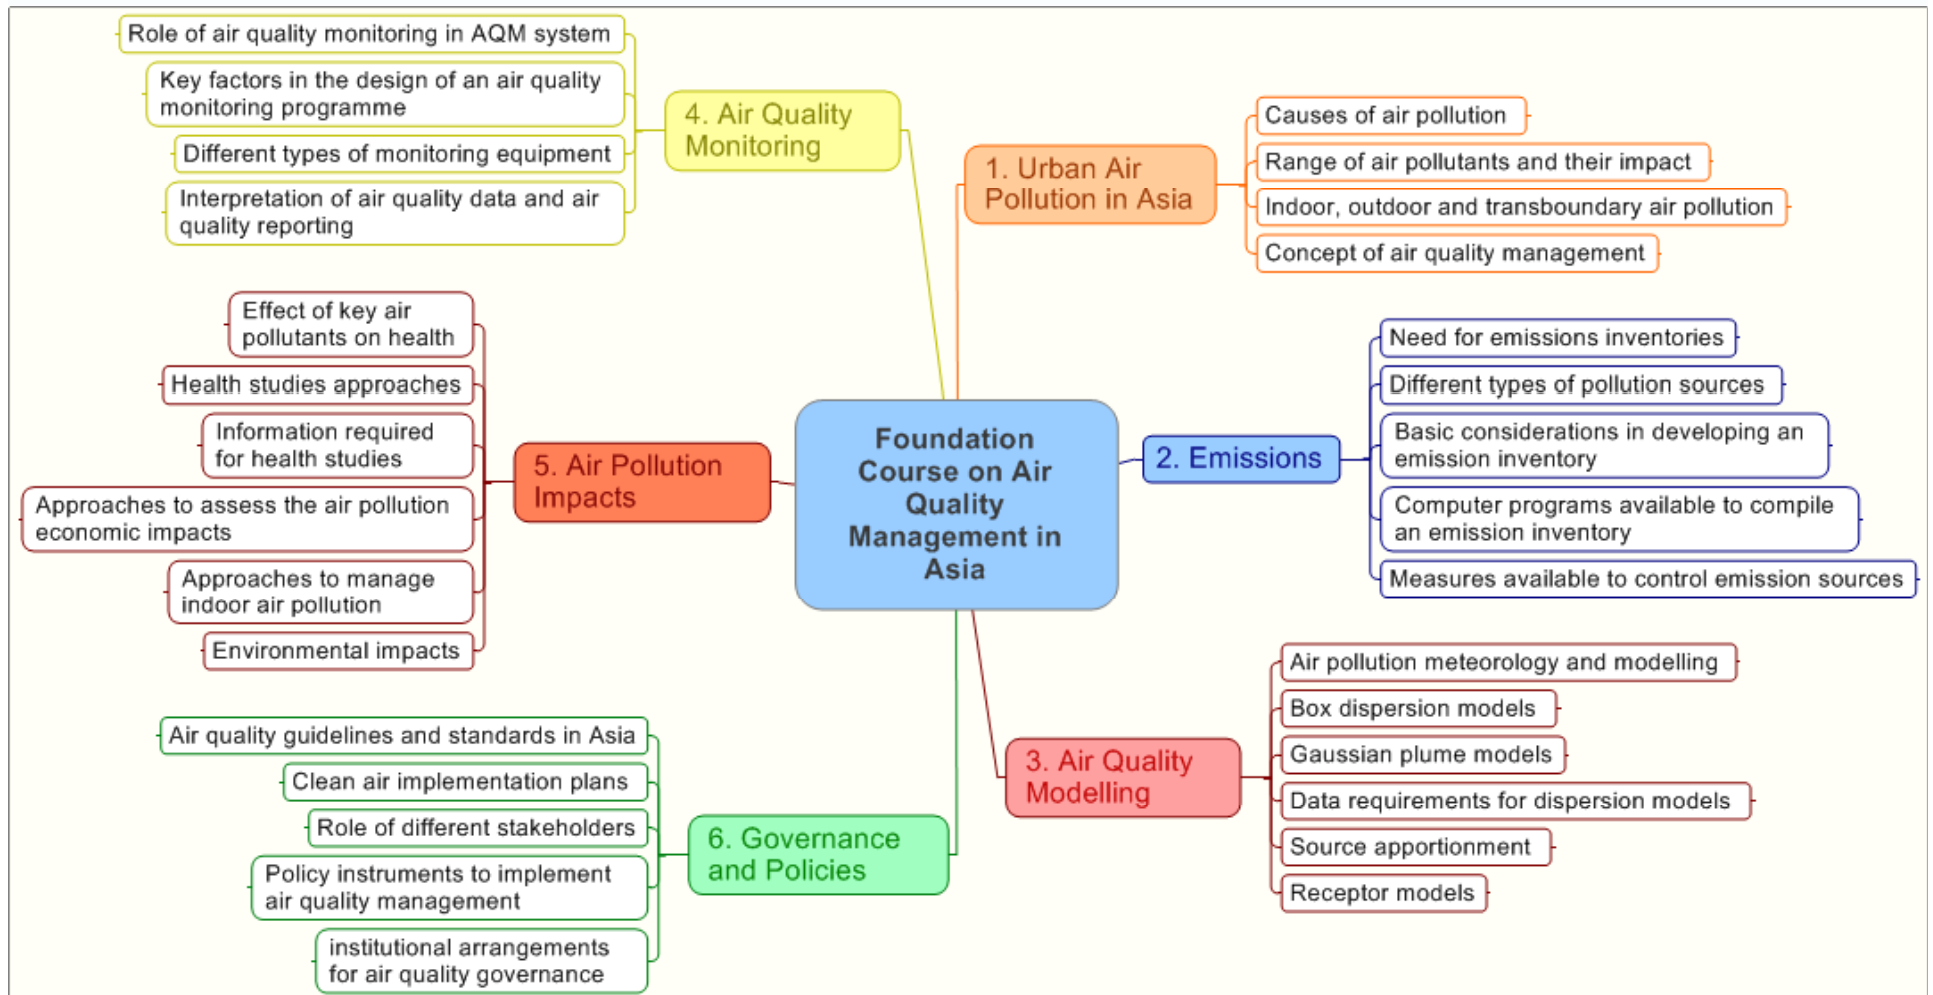 Foundation
Course on Air
Quality
Management in
Asia
1. Urban Air
Pollution in Asia
Causes of air pollution
Range of air pollutants and their impact
Indoor, outdoor and transboundary air pollution
Concept of air quality management
2. Emissions
Need for emissions inventories
Different types of pollution sources
Basic considerations in developing an
emission inventory
Computer programs available to compile
an emission inventory
Measures available to control emission sources
3. Air Quality
Modelling
Air pollution meteorology and modelling
Box dispersion models
Gaussian plume models
Data requirements for dispersion models
Source apportionment
Receptor models
4. Air Quality
Monitoring
Role of air quality monitoring in AQM system
Key factors in the design of an air quality
monitoring programme
Different types of monitoring equipment
Interpretation of air quality data and air
quality reporting
5. Air Pollution
Impacts
Effect of key air
pollutants on health
Health studies approaches
Information required
for health studies
Approaches to assess the air pollution
economic impacts
Approaches to manage
indoor air pollution
Environmental impacts
6. Governance
and Policies
Air quality guidelines and standards in Asia
Clean air implementation plans
Role of different stakeholders
Policy instruments to implement
air quality management
institutional arrangements
for air quality governance